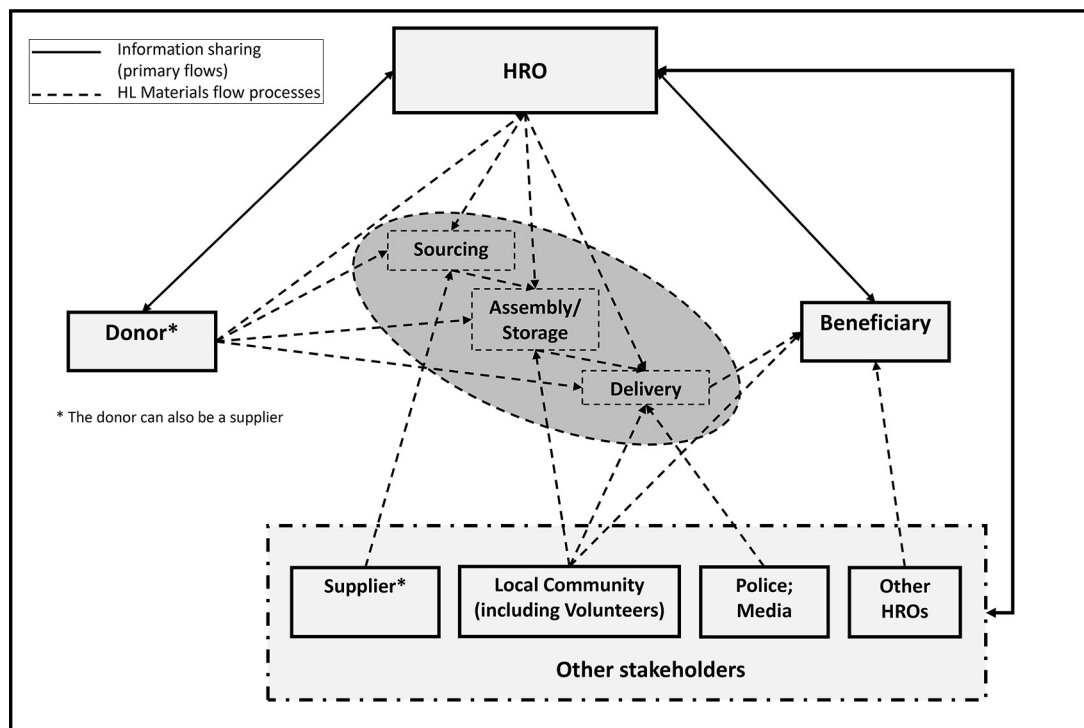 Information sharing
(primary flows)
HL Materials flow processes
HRO
Sourcing
Assembly/
Storage
Delivery
Donor*
Beneficiary
* The donor can also be a supplier
Supplier*
Local Community
(including Volunteers)
Police;
Media
Other
HROs
Other stakeholders